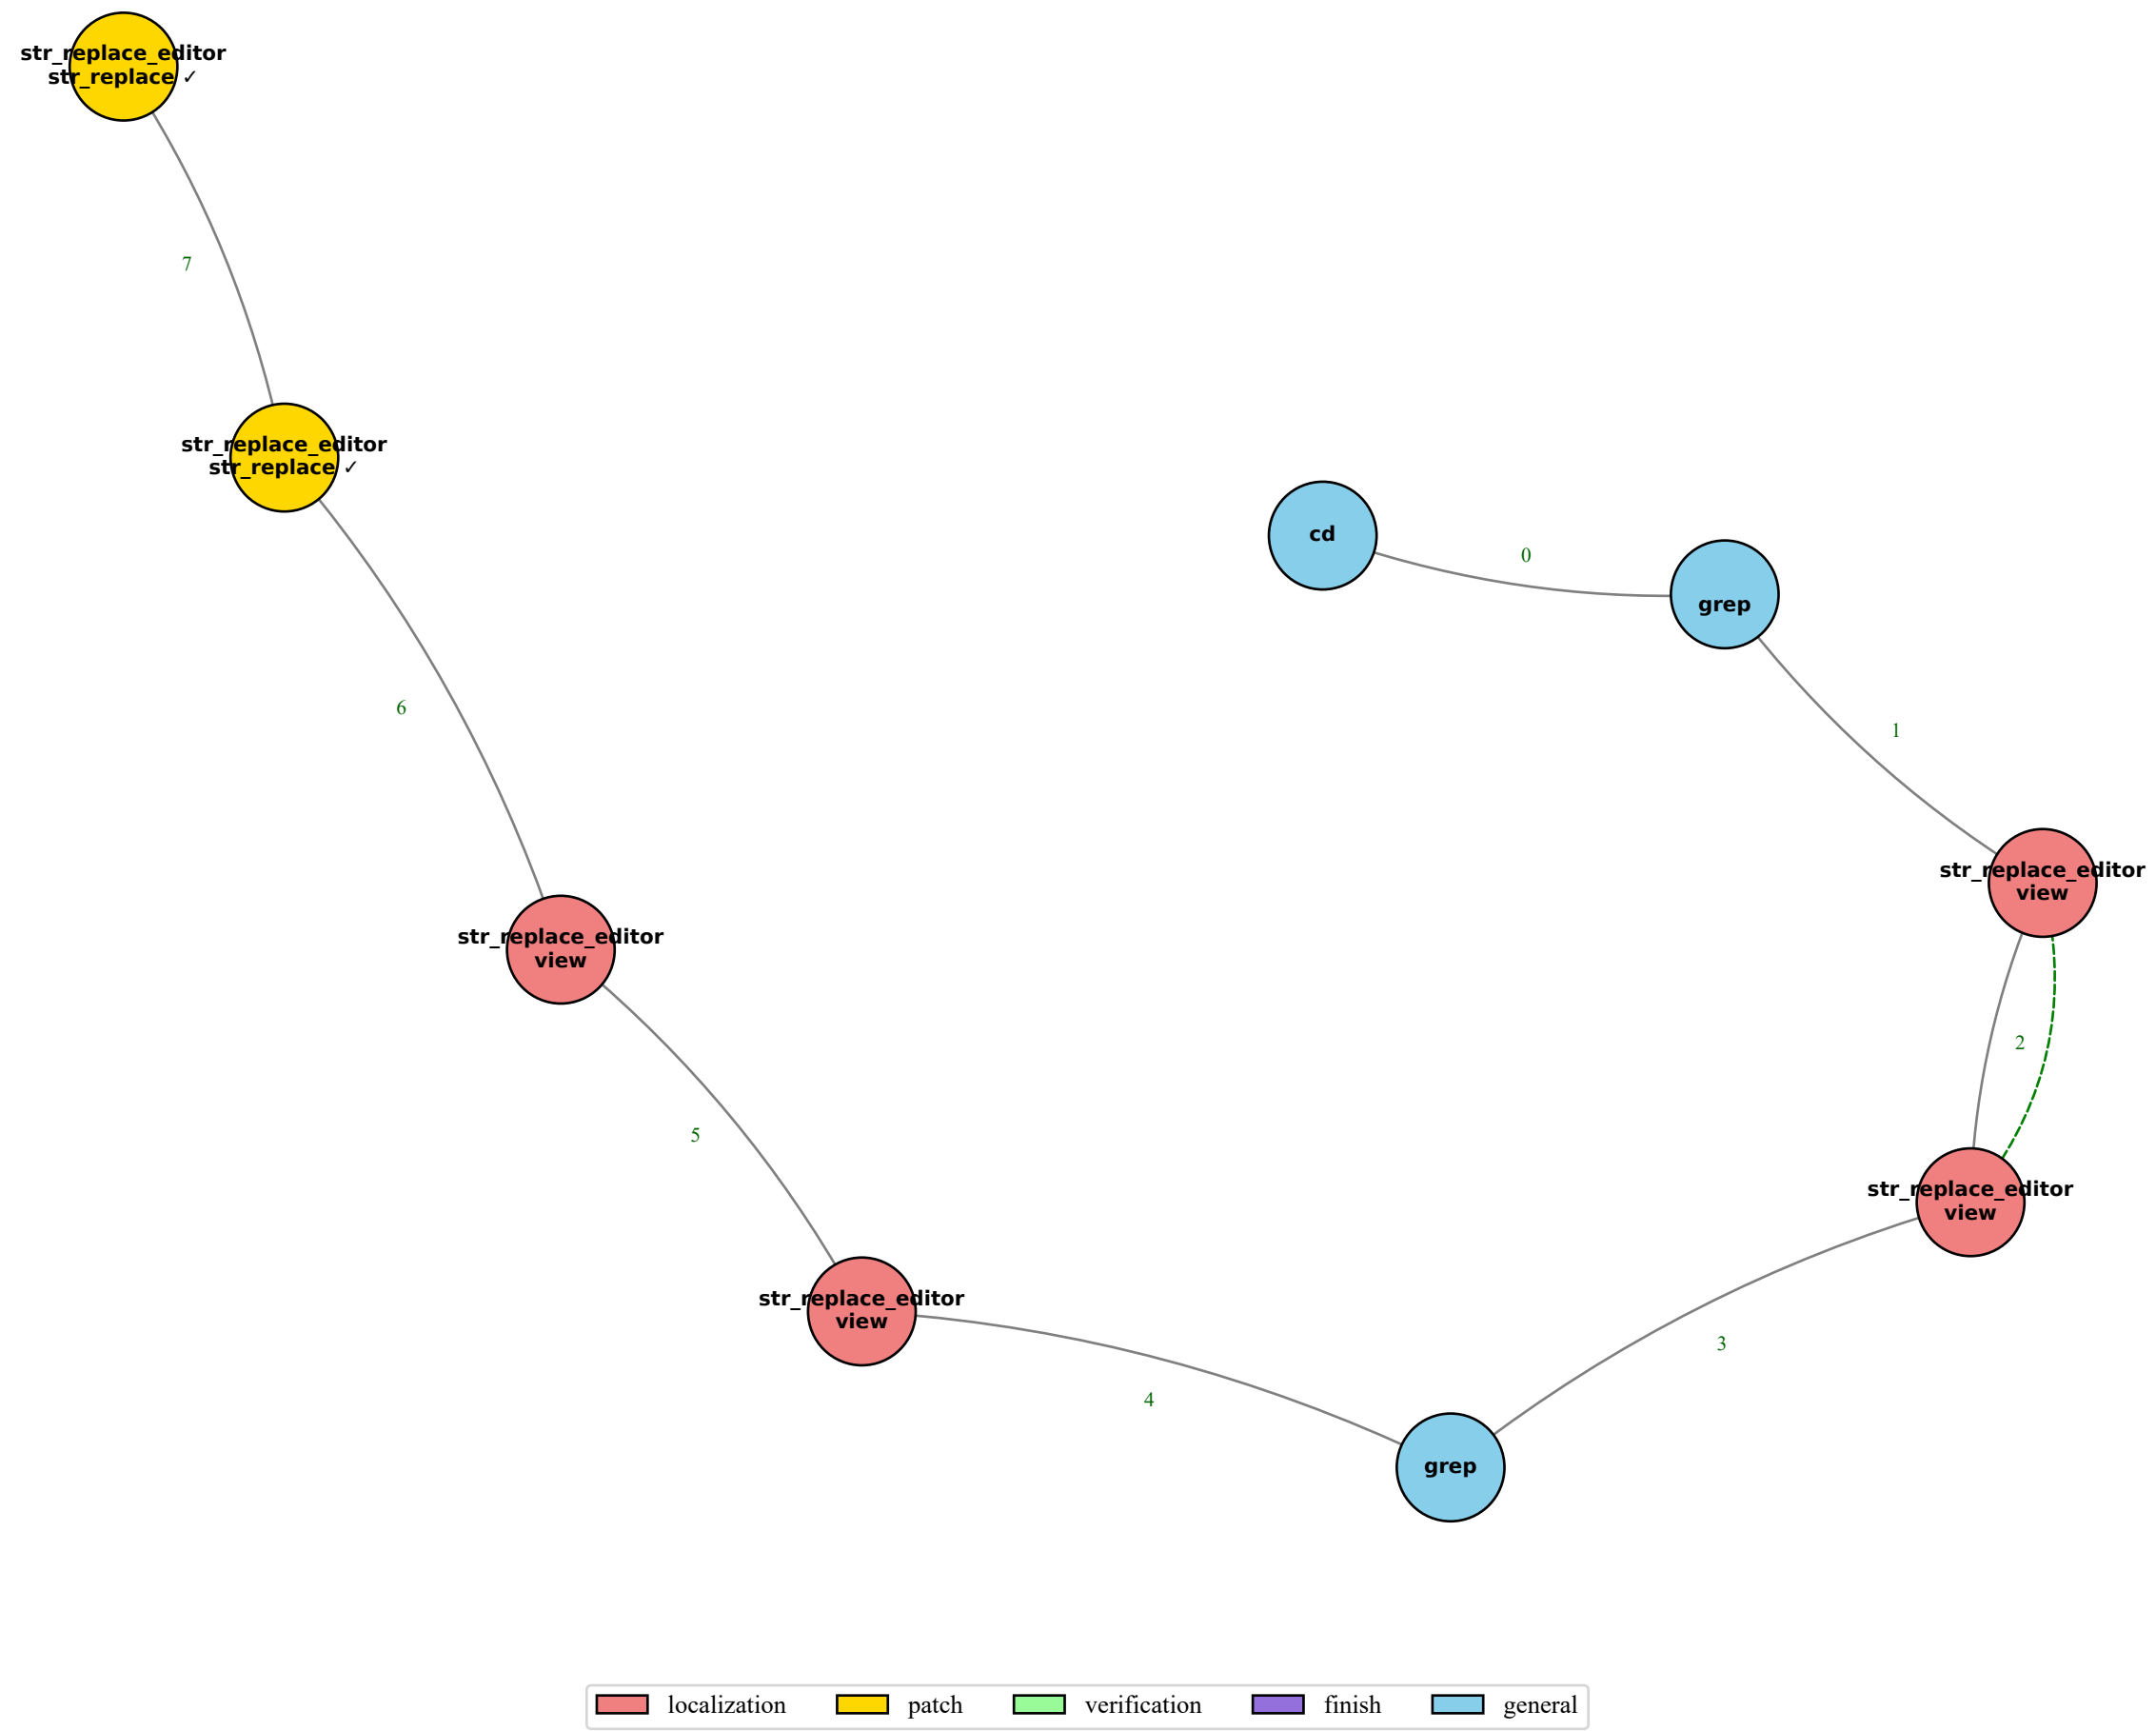 str_replace_editor
str_replace ✓
7
str_replace_editor
str_replace ✓
cd
0
grep
6
1
str_replace_editor
view
str_replace_editor
view
2
5
str_replace_editor
view
str_replace_editor
view
3
4
grep
localization
patch
verification
finish
general